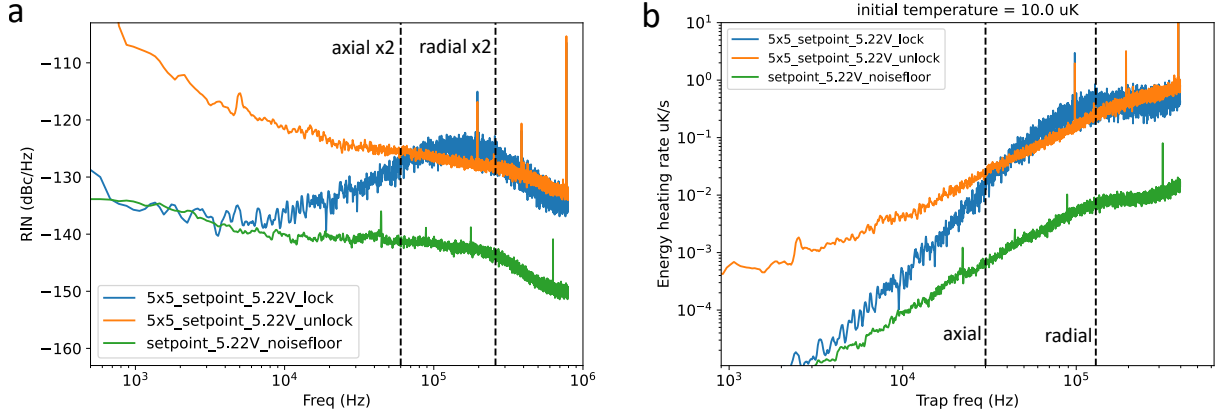 a
RIN (dBc/Hz)
−110
−120
−130
−140
−150
−160
axial x2
radial x2
5x5_setpoint_5.22V_lock
5x5_setpoint_5.22V_unlock
setpoint_5.22V_noisefloor
10³
10⁴
10⁵
10⁶
Freq (Hz)
b
initial temperature = 10.0 uK
Energy heating rate uK/s
10¹
10⁰
10⁻¹
10⁻²
10⁻³
10⁻⁴
5x5_setpoint_5.22V_lock
5x5_setpoint_5.22V_unlock
setpoint_5.22V_noisefloor
axial
radial
10³
10⁴
10⁵
Trap freq (Hz)